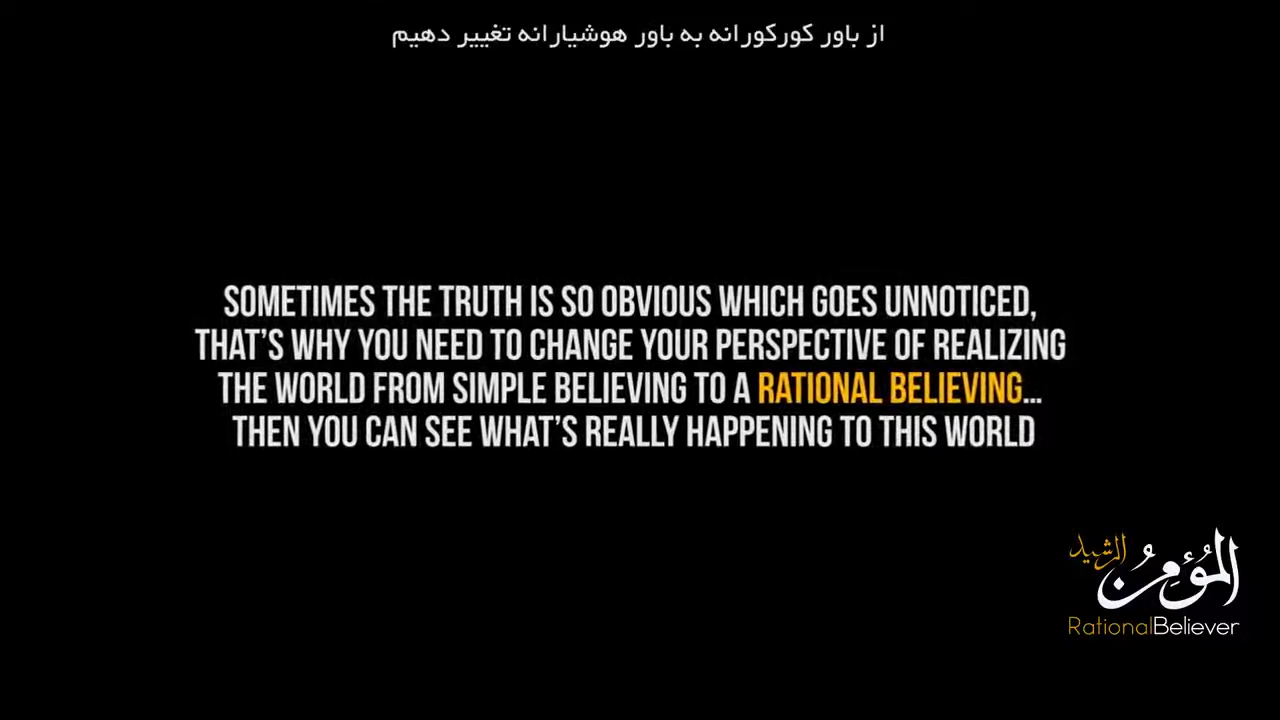 از باور کورکورانه به باور هوشیارانه تغییر دهیم
SOMETIMES THE TRUTH IS SO OBVIOUS WHICH GOES UNNOTICED,
THAT'S WHY YOU NEED TO CHANGE YOUR PERSPECTIVE OF REALIZING
THE WORLD FROM SIMPLE BELIEVING TO A RATIONAL BELIEVING...
THEN YOU CAN SEE WHAT'S REALLY HAPPENING TO THIS WORLD
المُؤمِنُ الرشيد
RationalBeliever